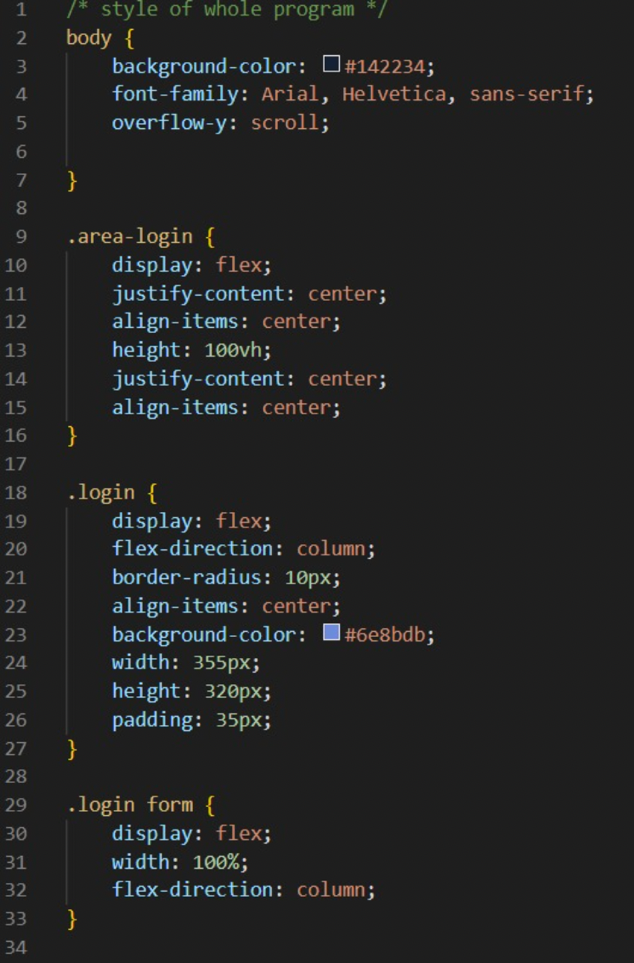 1 /* style of whole program */
2 body {
3     background-color: #142234;
4     font-family: Arial, Helvetica, sans-serif;
5     overflow-y: scroll;
6
7 }
8
9 .area-login {
10     display: flex;
11     justify-content: center;
12     align-items: center;
13     height: 100vh;
14     justify-content: center;
15     align-items: center;
16 }
17
18 .login {
19     display: flex;
20     flex-direction: column;
21     border-radius: 10px;
22     align-items: center;
23     background-color: #6e8bdb;
24     width: 355px;
25     height: 320px;
26     padding: 35px;
27 }
28
29 .login form {
30     display: flex;
31     width: 100%;
32     flex-direction: column;
33 }
34